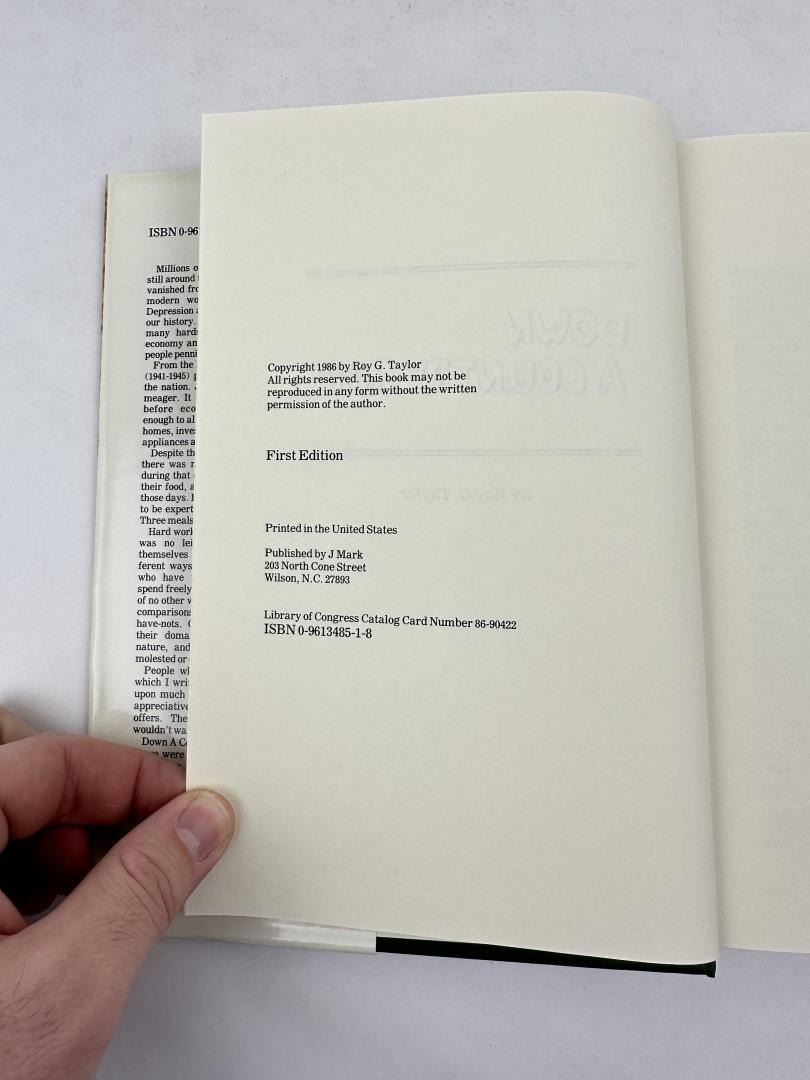 ISBN 0-96
Millions o
still around
vanished fro
modern wo
Depression
our history.
many hard
economy an
people penni
From the
(1941-1945) p
the nation.
meager. It
before eco
enough to al
homes, inve
appliances a
Despite th
there was
during that
their food, a
those days. I
to be expert
Three meals
Hard work
was no lei
themselves
ferent ways
who have
spend freely
of no other w
comparisons
have-nots.
their doma
nature, and
molested or
People wh
which I wri
upon much
appreciative
offers. The
wouldn't wa
Down A Co
were
Copyright 1986 by Roy G. Taylor
All rights reserved. This book may not be
reproduced in any form without the written
permission of the author.
First Edition
Printed in the United States
Published by J Mark
203 North Cone Street
Wilson, N.C. 27893
Library of Congress Catalog Card Number 86-90422
ISBN 0-9613485-1-8